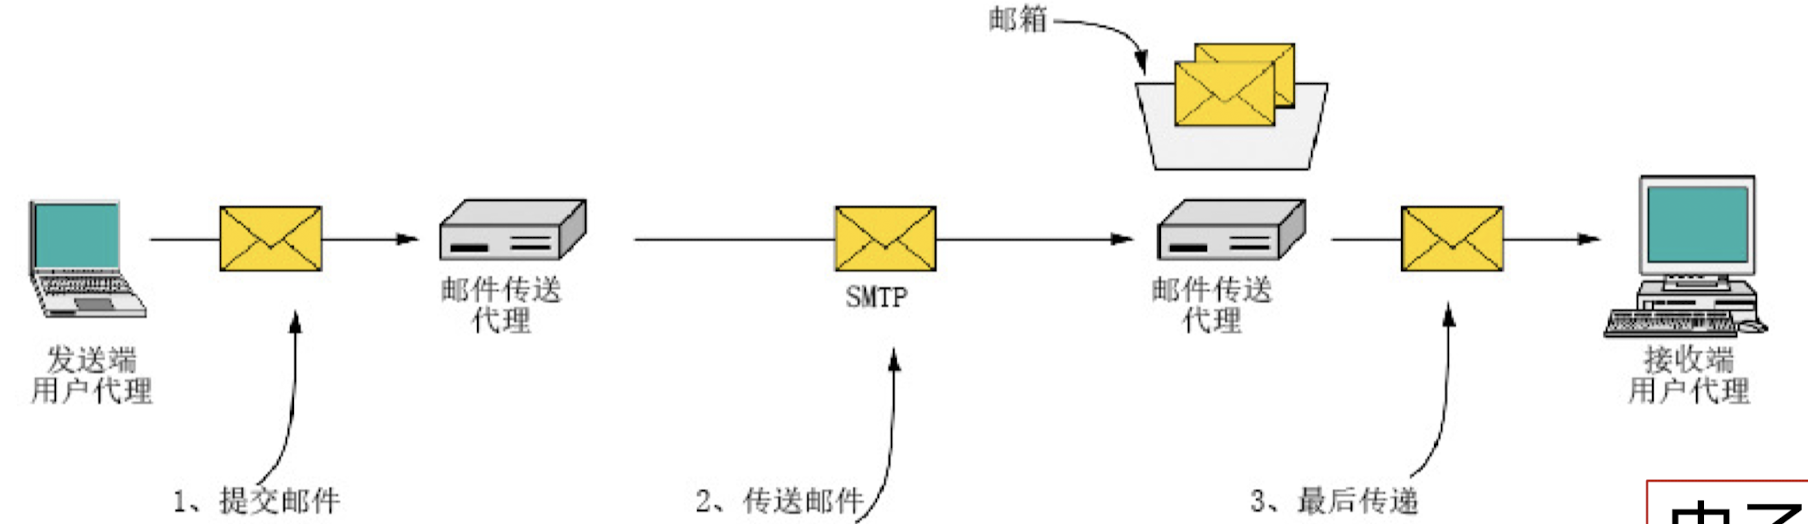 邮箱
邮件传送
代理
SMTP
邮件传送
代理
发送端
用户代理
接收端
用户代理
1、提交邮件
2、传送邮件
3、最后传递